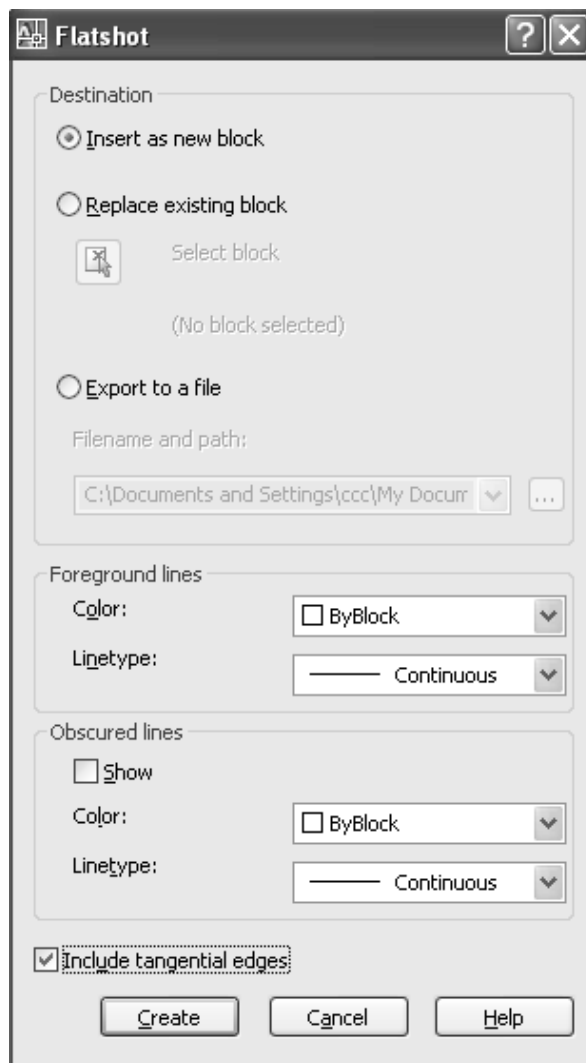 Flatshot
Destination
Insert as new block
Replace existing block
Select block
(No block selected)
Export to a file
Filename and path:
C:\Documents and Settings\ccc\My Docum
...
Foreground lines
Color:
ByBlock
Linetype:
Continuous
Obscured lines
Show
Color:
ByBlock
Linetype:
Continuous
Include tangential edges
Create Cancel Help